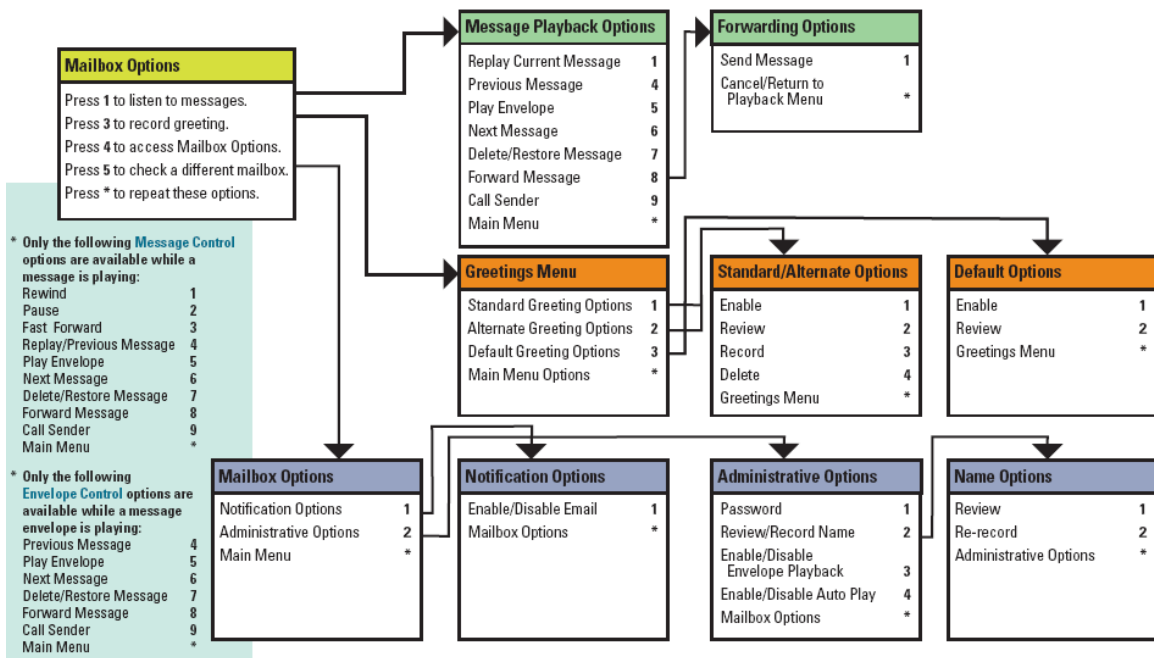 Mailbox Options
Press 1 to listen to messages.
Press 3 to record greeting.
Press 4 to access Mailbox Options.
Press 5 to check a different mailbox.
Press * to repeat these options.
Message Playback Options
Replay Current Message 1
Previous Message 4
Play Envelope 5
Next Message 6
Delete/Restore Message 7
Forward Message 8
Call Sender 9
Main Menu *
Forwarding Options
Send Message 1
Cancel/Return to
Playback Menu *
* Only the following Message Control
options are available while a
message is playing:
Rewind 1
Pause 2
Fast Forward 3
Replay/Previous Message 4
Play Envelope 5
Next Message 6
Delete/Restore Message 7
Forward Message 8
Call Sender 9
Main Menu *
* Only the following
Envelope Control options are
available while a message
envelope is playing:
Previous Message 4
Play Envelope 5
Next Message 6
Delete/Restore Message 7
Forward Message 8
Call Sender 9
Main Menu *
Greetings Menu
Standard Greeting Options 1
Alternate Greeting Options 2
Default Greeting Options 3
Main Menu Options *
Standard/Alternate Options
Enable 1
Review 2
Record 3
Delete 4
Greetings Menu *
Default Options
Enable 1
Review 2
Greetings Menu *
Mailbox Options
Notification Options 1
Administrative Options 2
Main Menu *
Notification Options
Enable/Disable Email 1
Mailbox Options *
Administrative Options
Password 1
Review/Record Name 2
Enable/Disable
Envelope Playback 3
Enable/Disable Auto Play 4
Mailbox Options *
Name Options
Review 1
Re-record 2
Administrative Options *